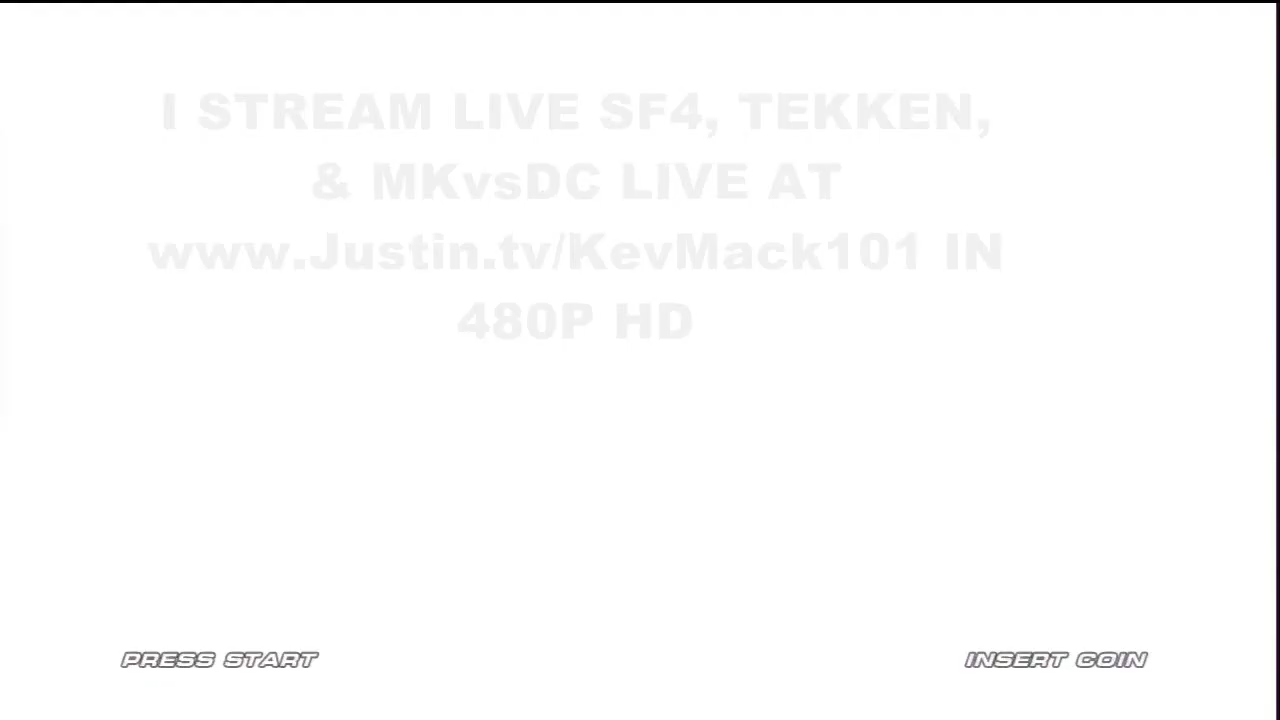 I STREAM LIVE SF4, TEKKEN,
& MKvsDC LIVE AT
www.Justin.tv/KevMack101 IN
480P HD
PRESS START
INSERT COIN